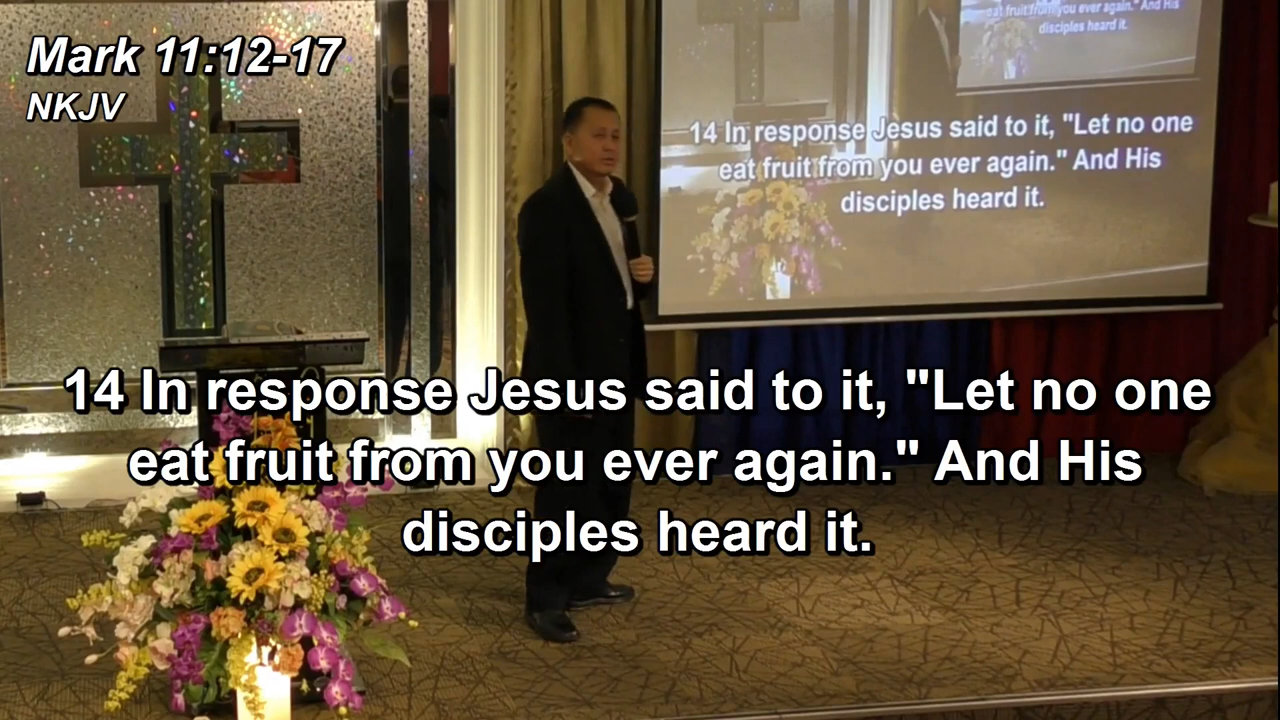 Mark 11:12-17
NKJV
eat fruit from you ever again." And His
disciples heard it.
14 In response Jesus said to it, "Let no one
eat fruit from you ever again." And His
disciples heard it.
14 In response Jesus said to it, "Let no one
eat fruit from you ever again." And His
disciples heard it.